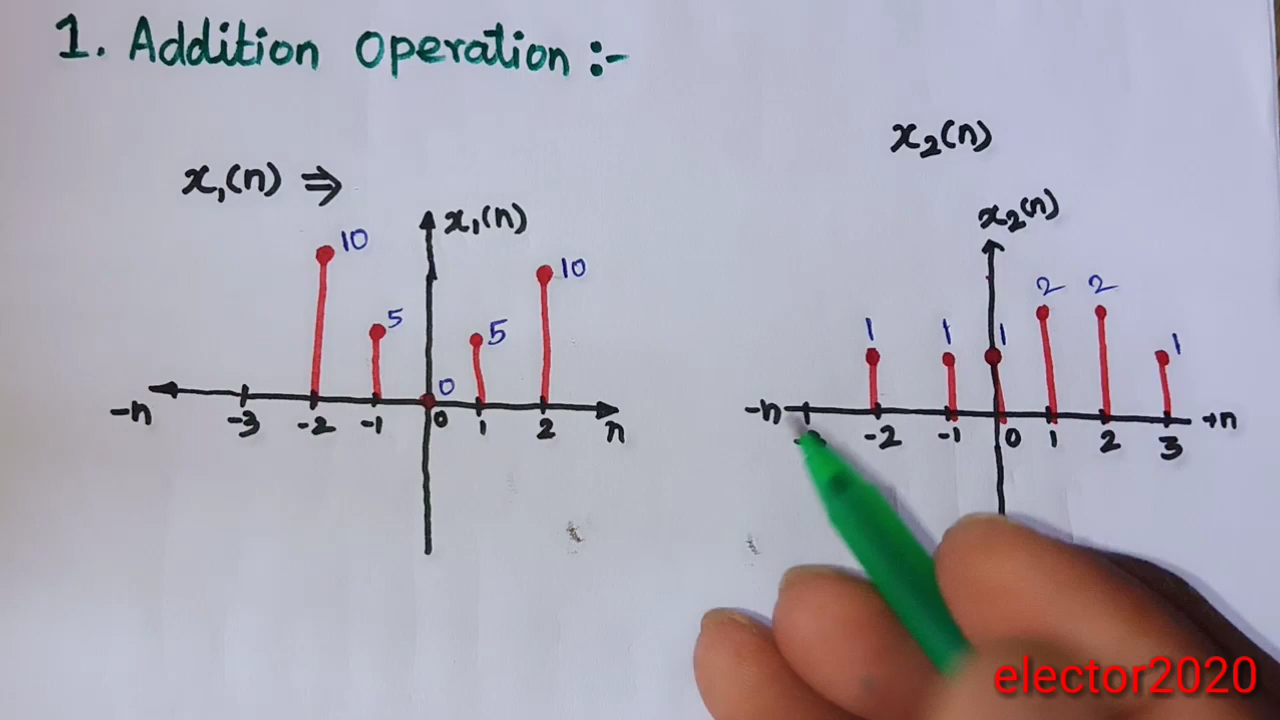 1. Addition Operation :-
x₁(n) ⇒
x₁(n)
10
10
5
5
0
-n -3 -2 -1 0 1 2 n
x₂(n)
x₂(n)
2 2
1 1 1 1
-n -2 -1 0 1 2 3 +n
elector2020